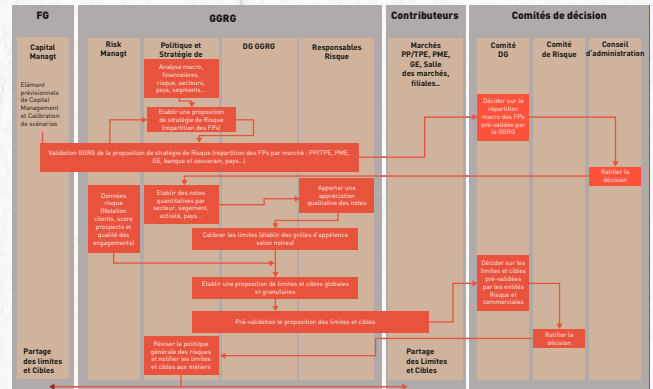 FG
GGRG
Contributeurs
Comités de décision
Capital
Managt
Risk
Managt
Politique et
Stratégie de
DG GGRG
Responsables
Risque
Marchés
PP/TPE, PME,
GE, Salle
des marchés,
filiales..
Comité
DG
Comité
de Risque
Conseil
d'administration
Elément
prévisionnels
de Capital
Management
et Calibration
de scénarios
Analyse macro,
financières,
risque, secteurs,
pays, segments...
Etablir une proposition
de stratégie de Risque
(répartition des FPs)
Décider sur la
répartition
macro des FPs
pré-validée par
la GGRG
Validation GGRG de la proposition de stratégie de Risque (répartition des FPs par marché : PP/TPE, PME,
GE, banque et souverain, pays...)
Ratifier la
décision
Données
risque
(Notation
clients, score
prospects et
qualité des
engagements)
Etablir des notes
quantitatives par
secteur, segement,
activité, pays...
Apporter une
appréciation
qualitative des notes
Calibrer les limites (établir des grilles d'appétence
selon notres)
Etablir une proposition de limites et cibles globales
et granulaires
Décider sur les
limites et cibles
pré-validées
par les entités
Risque et
commerciales
Pré-validation le proposition des limites et cibles
Ratifier la
décision
Réviser la politique
générale des risques
et notifier les limites
et cibles aux métiers
Partage
des limites
et Cibles
Partage
des Limites
et Cibles